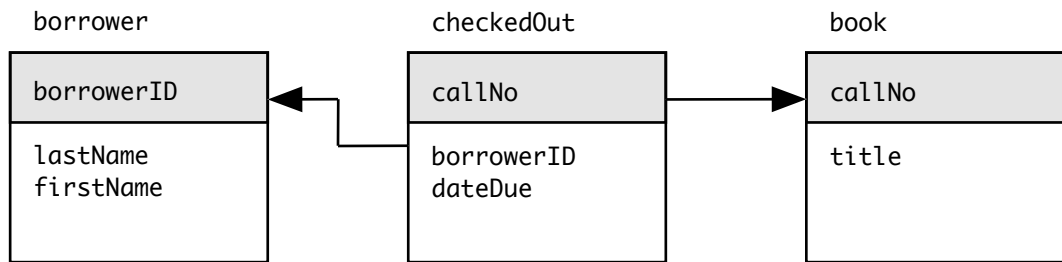 borrower
borrowerID
lastName
firstName
checkedOut
callNo
borrowerID
dateDue
book
callNo
title